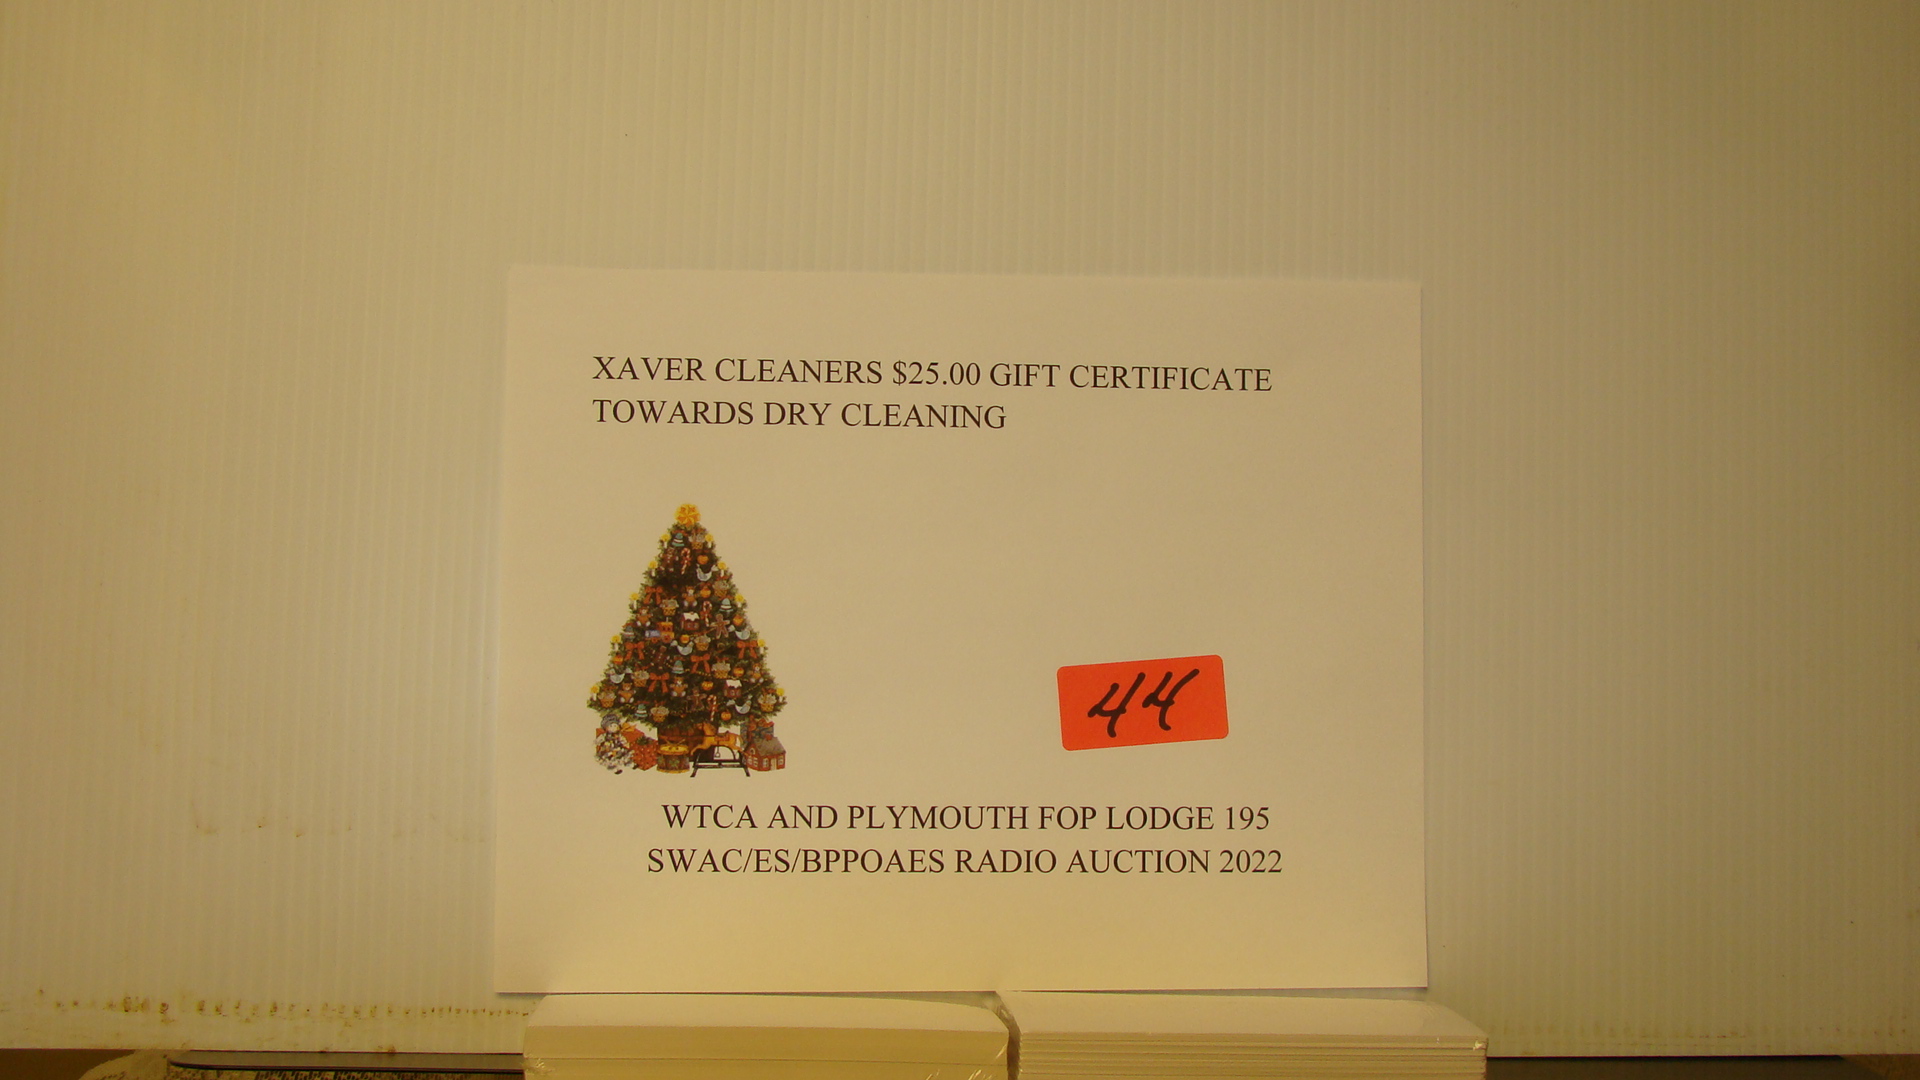 XAVER CLEANERS $25.00 GIFT CERTIFICATE
TOWARDS DRY CLEANING
44
WTCA AND PLYMOUTH FOP LODGE 195
SWAC/ES/BPPOAES RADIO AUCTION 2022